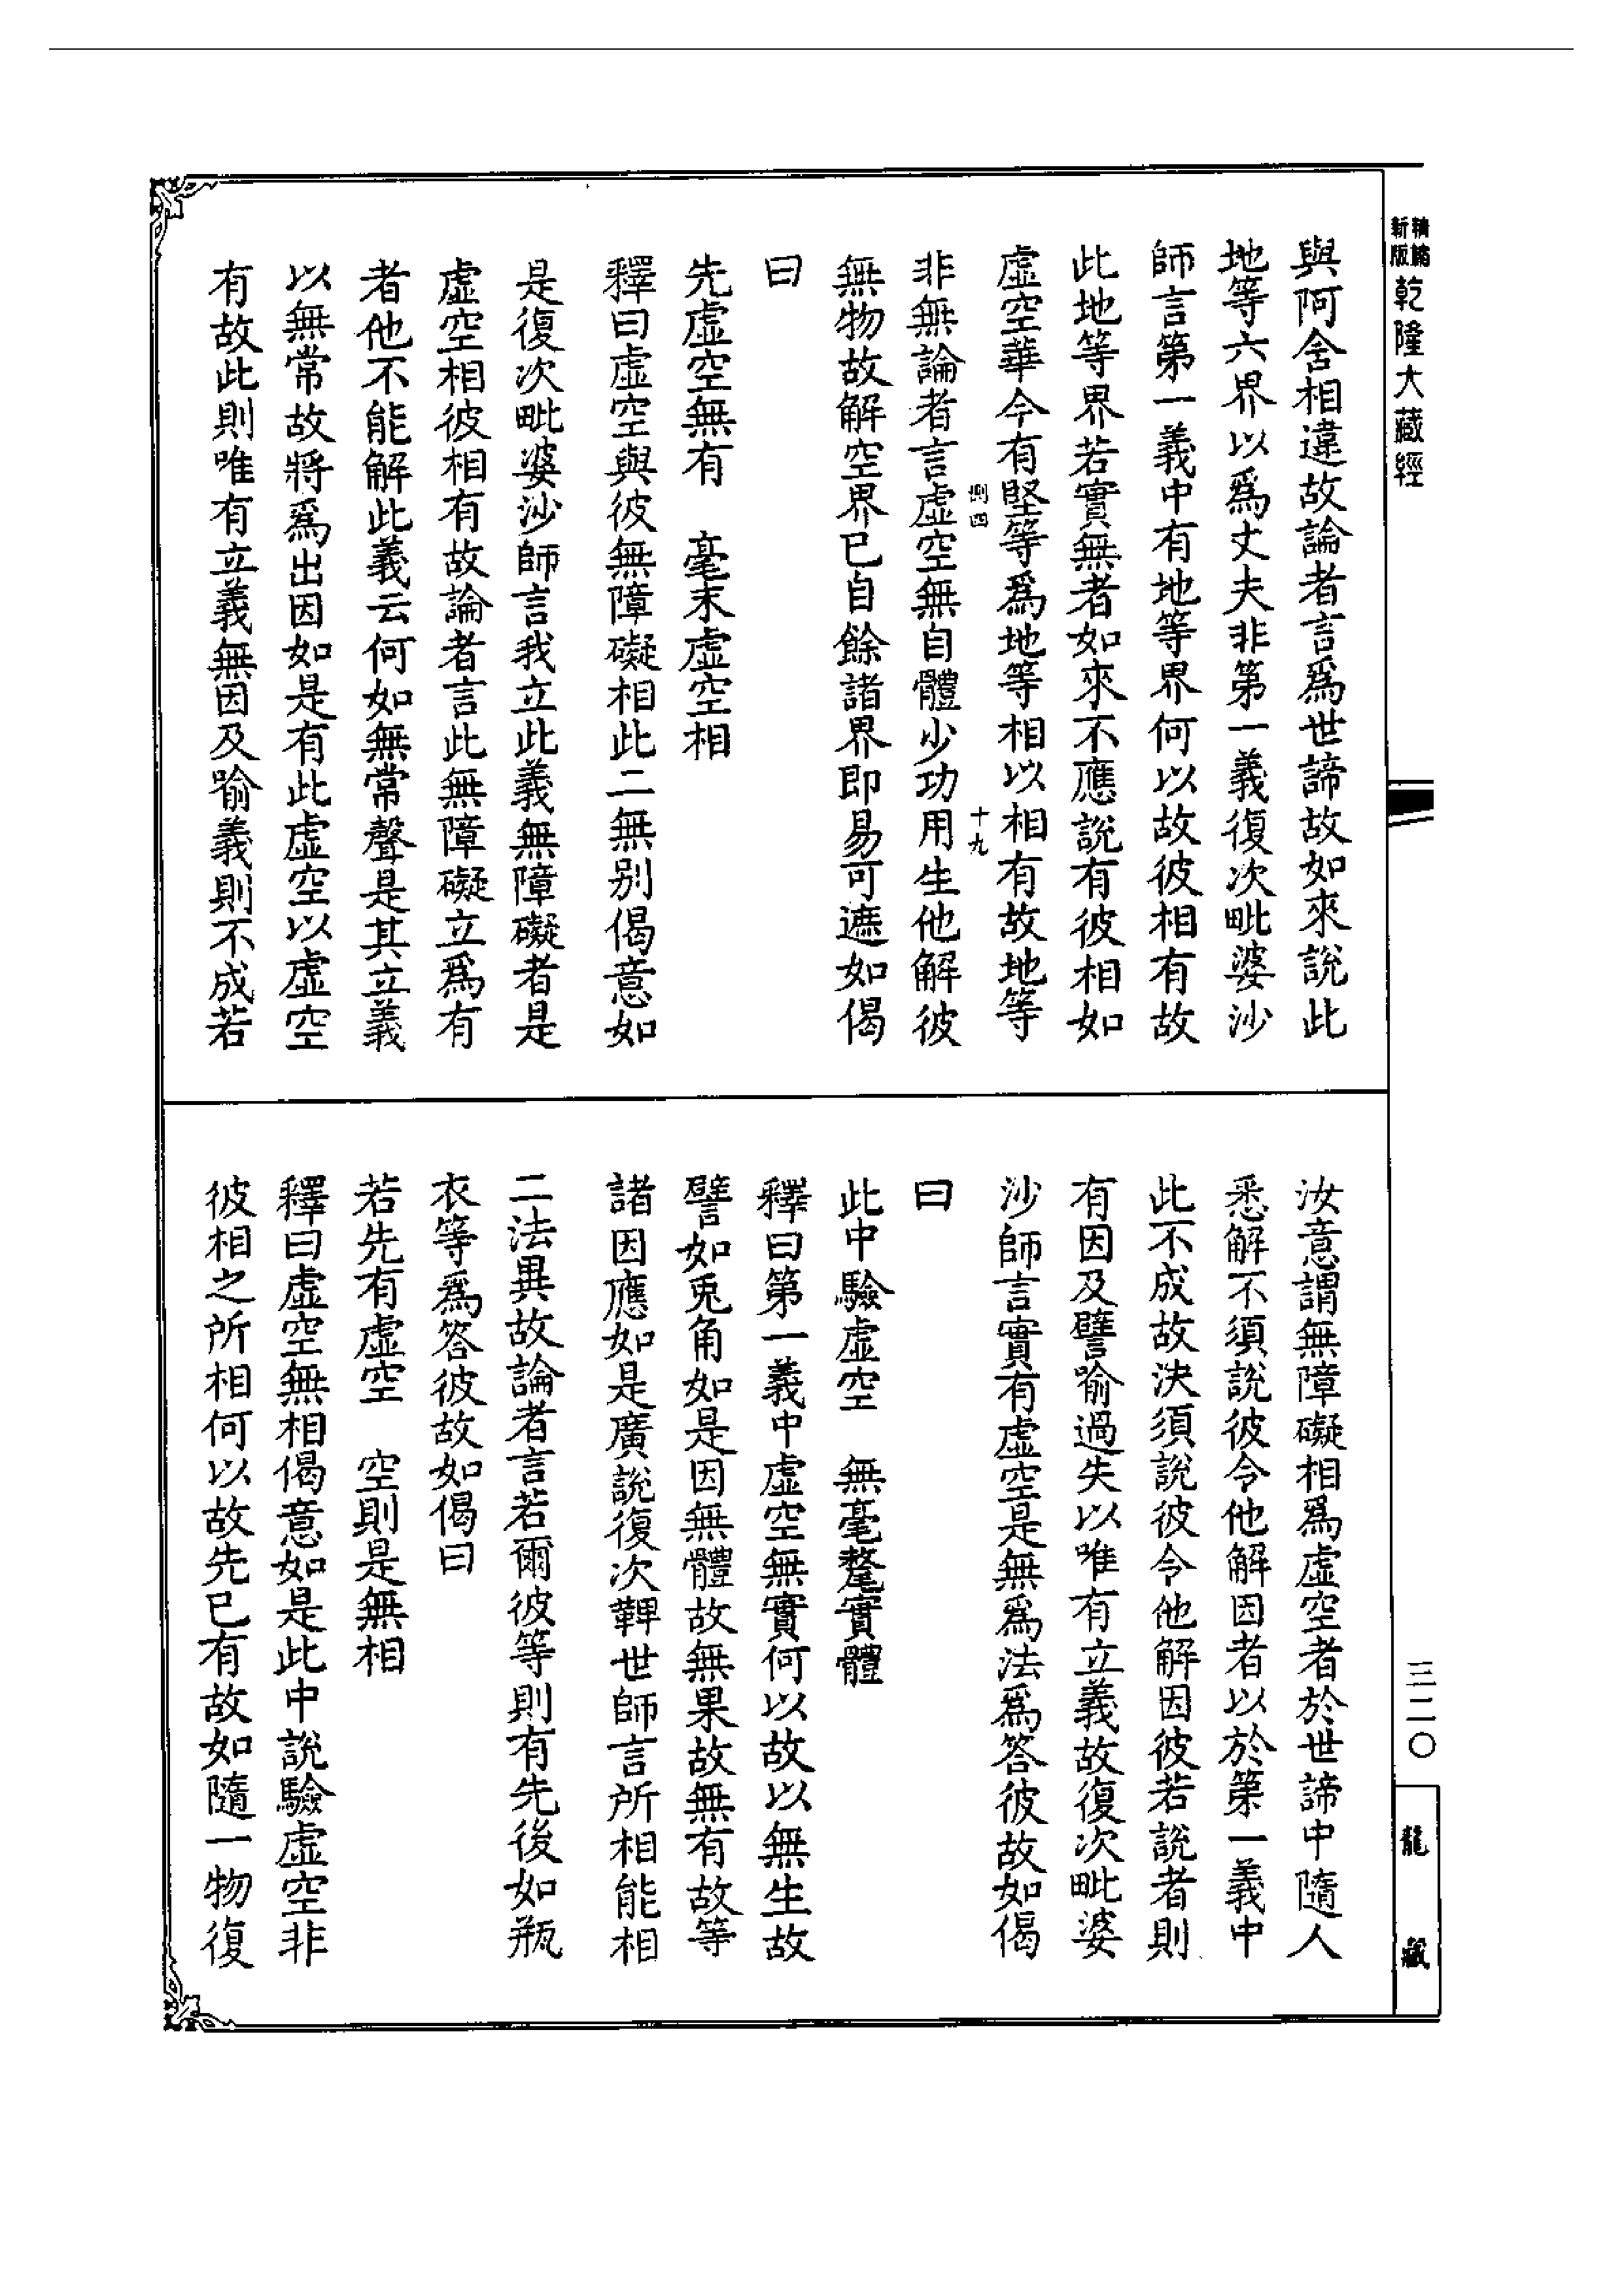 新版精編乾隆大藏經
與阿舍相違故論者言爲世諦故如來說此
地等六界以爲丈夫非第一義復次毗婆沙
師言第一義中有地等界何以故彼相有故
此地等界若實無者如來不應說有彼相如
虛空華今有堅等爲地等相以相有故地等
捌四 十九
非無論者言虛空無自體少功用生他解彼
無物故解空界已自餘諸界即易可遮如偈
曰
先虛空無有 毫末虛空相
釋曰虛空與彼無障礙相此二無別偈意如
是復次毗婆沙師言我立此義無障礙者是
虛空相彼相有故論者言此無障礙立爲有
者他不能解此義云何如無常聲是其立義
以無常故將爲出因如是有此虛空以虛空
有故此則唯有立義無因及喻義則不成若
汝意謂無障礙相爲虛空者於世諦中隨人
悉解不須說彼令他解因者以於第一義中
此不成故決須說彼令他解因彼若說者則
有因及譬喻過失以唯有立義故復次毗婆
沙師言實有虛空是無爲法爲答彼故如偈
曰
此中驗虛空 無毫氂實體
釋曰第一義中虛空無實何以故以無生故
譬如兎角如是因無體故無果故無有故等
諸因應如是廣說復次鞞世師言所相能相
二法異故論者言若爾彼等則有先後如瓶
衣等爲答彼故如偈曰
若先有虛空 空則是無相
釋曰虛空無相偈意如是此中說驗虛空非
彼相之所相何以故先已有故如隨一物復
三二〇
龍藏